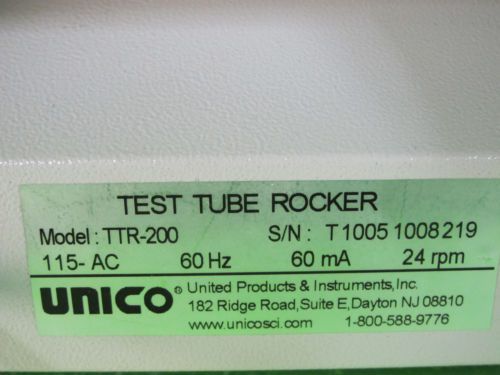 TEST TUBE ROCKER
Model : TTR-200 S/N : T 1005 1008219
115- AC 60 Hz 60 mA 24 rpm
UNICO ® United Products & Instruments, Inc.
182 Ridge Road, Suite E, Dayton NJ 08810
www.unicosci.com 1-800-588-9776